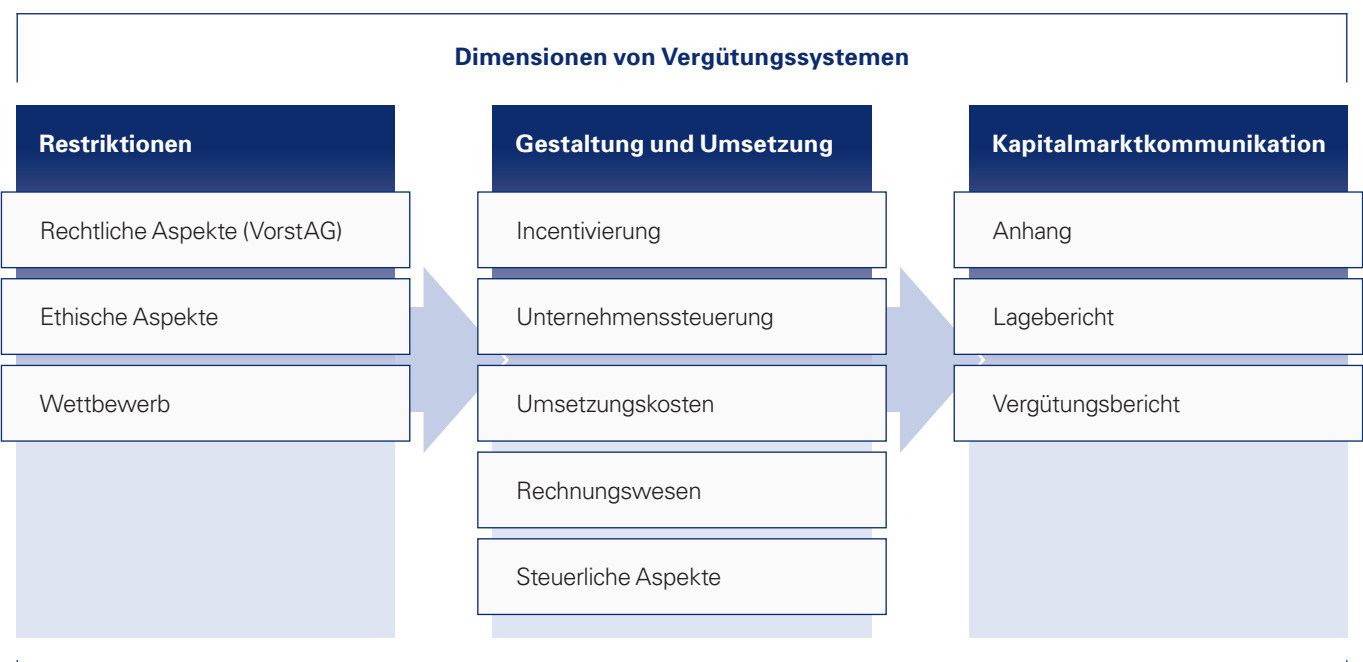 Dimensionen von Vergütungssystemen
Restriktionen
Rechtliche Aspekte (VorstAG)
Ethische Aspekte
Wettbewerb
Gestaltung und Umsetzung
Incentivierung
Unternehmenssteuerung
Umsetzungskosten
Rechnungswesen
Steuerliche Aspekte
Kapitalmarktkommunikation
Anhang
Lagebericht
Vergütungsbericht